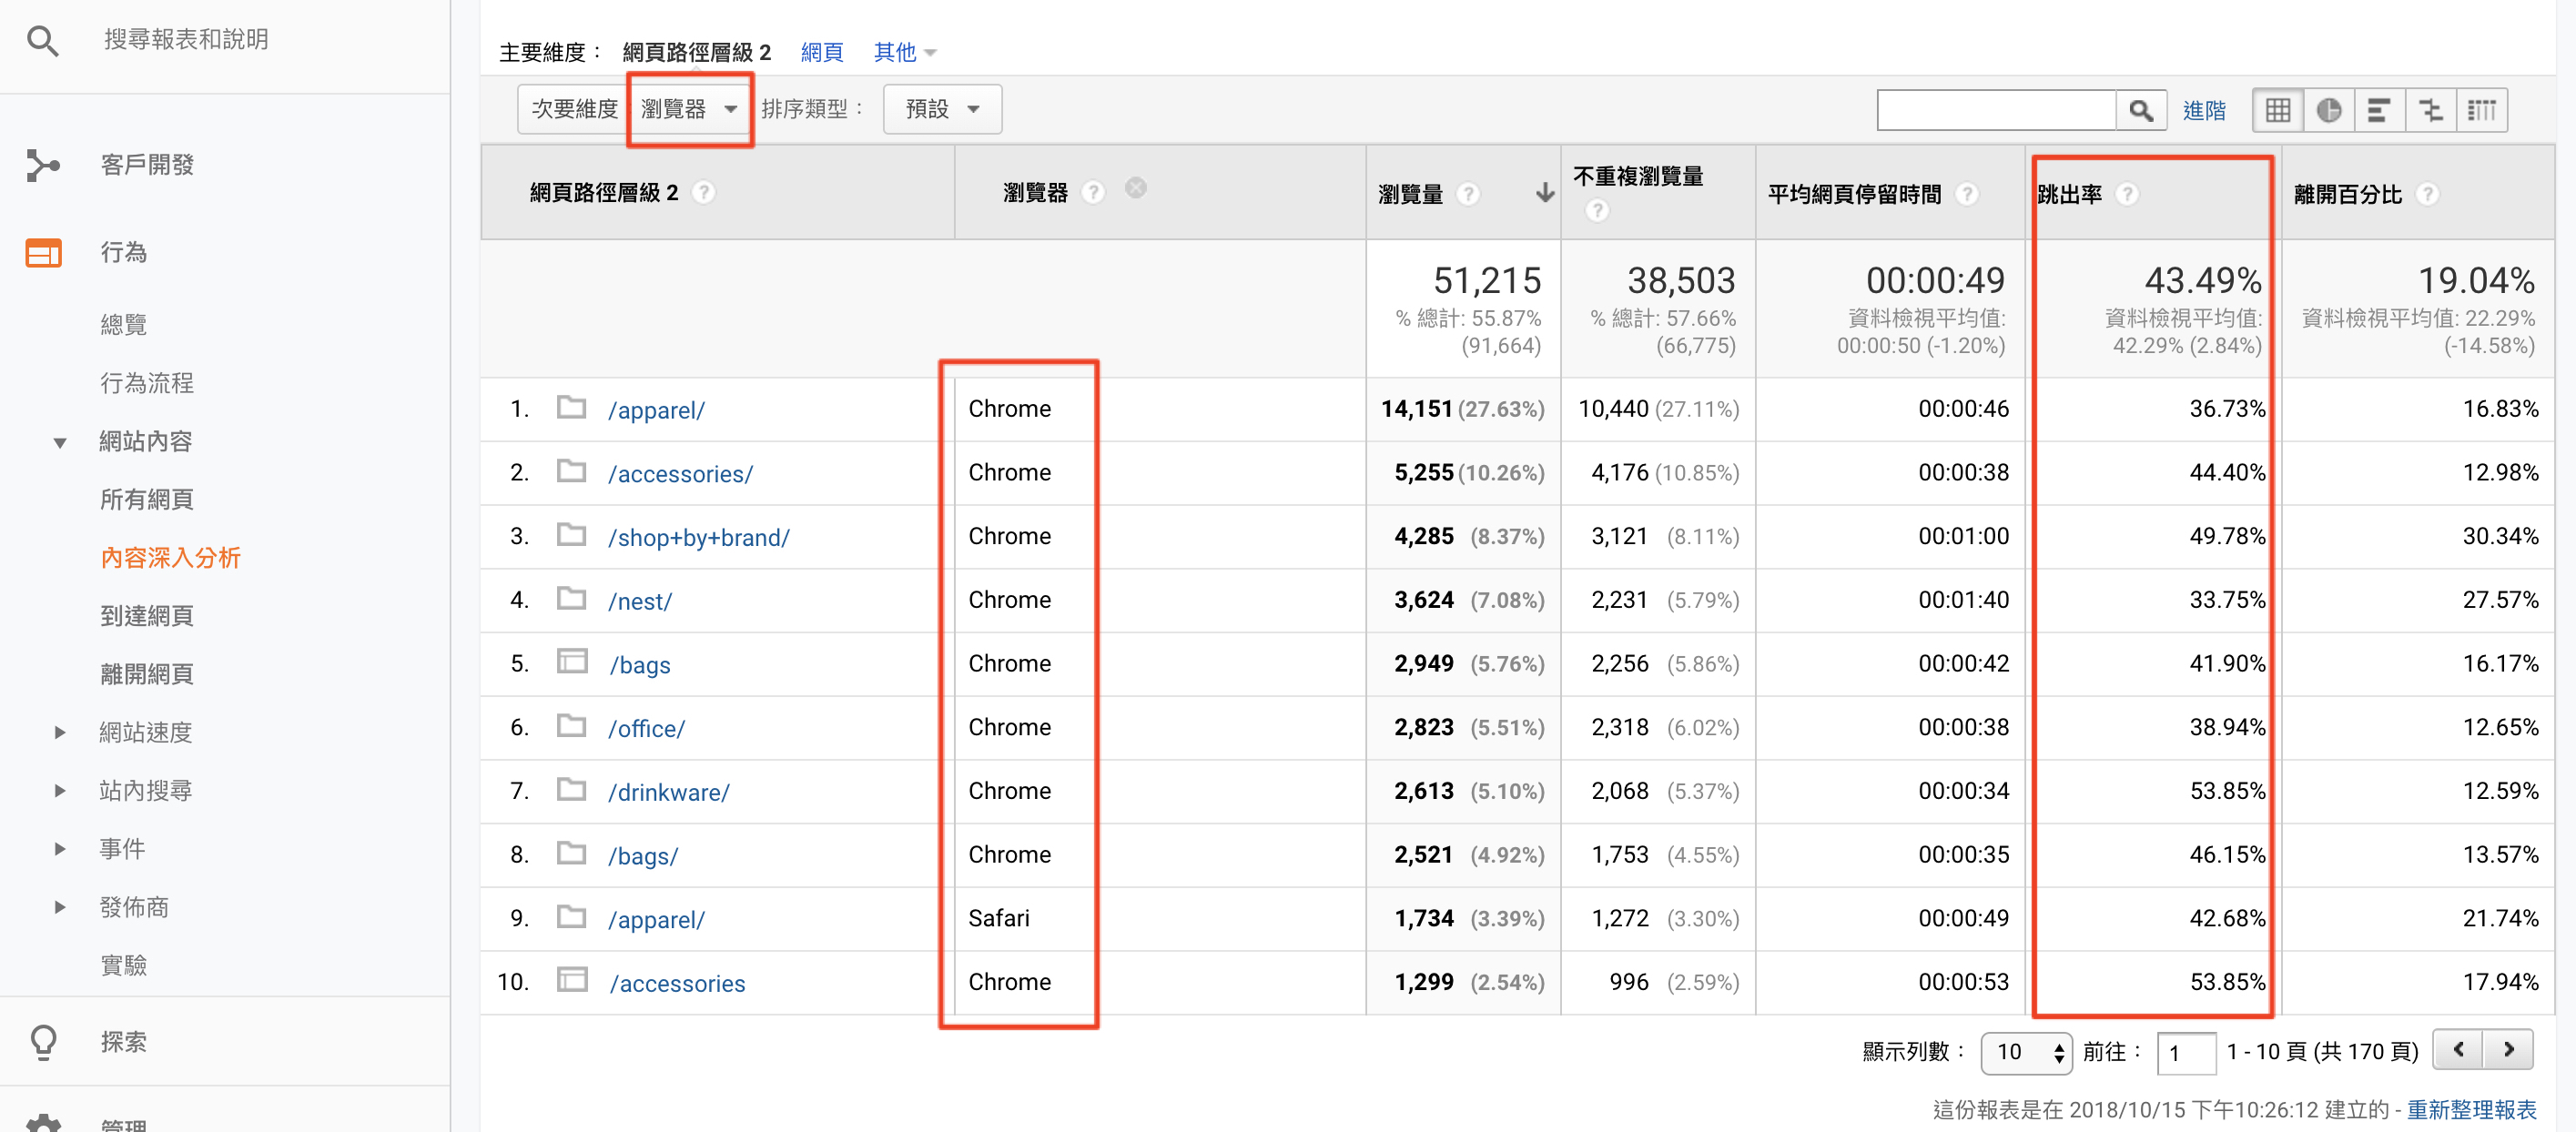 搜尋報表和說明
客戶開發
行為
總覽
行為流程
網站內容
所有網頁
內容深入分析
到達網頁
離開網頁
網站速度
站內搜尋
事件
發佈商
實驗
探索
管理
主要維度： 網頁路徑層級 2 網頁 其他
次要維度 瀏覽器 排序類型： 預設 進階
網頁路徑層級 2 ? 瀏覽器 ? 瀏覽量 ? 不重複瀏覽量 ? 平均網頁停留時間 ? 跳出率 ? 離開百分比 ?
51,215 38,503 00:00:49 43.49% 19.04%
% 總計: 55.87% % 總計: 57.66% 資料檢視平均值: 資料檢視平均值: 資料檢視平均值: 22.29%
(91,664) (66,775) 00:00:50 (-1.20%) 42.29% (2.84%) (-14.58%)
1. /apparel/ Chrome 14,151 (27.63%) 10,440 (27.11%) 00:00:46 36.73% 16.83%
2. /accessories/ Chrome 5,255 (10.26%) 4,176 (10.85%) 00:00:38 44.40% 12.98%
3. /shop+by+brand/ Chrome 4,285 (8.37%) 3,121 (8.11%) 00:01:00 49.78% 30.34%
4. /nest/ Chrome 3,624 (7.08%) 2,231 (5.79%) 00:01:40 33.75% 27.57%
5. /bags Chrome 2,949 (5.76%) 2,256 (5.86%) 00:00:42 41.90% 16.17%
6. /office/ Chrome 2,823 (5.51%) 2,318 (6.02%) 00:00:38 38.94% 12.65%
7. /drinkware/ Chrome 2,613 (5.10%) 2,068 (5.37%) 00:00:34 53.85% 12.59%
8. /bags/ Chrome 2,521 (4.92%) 1,753 (4.55%) 00:00:35 46.15% 13.57%
9. /apparel/ Safari 1,734 (3.39%) 1,272 (3.30%) 00:00:49 42.68% 21.74%
10. /accessories Chrome 1,299 (2.54%) 996 (2.59%) 00:00:53 53.85% 17.94%
顯示列數： 10 前往： 1 1 - 10 頁 (共 170 頁)
這份報表是在 2018/10/15 下午10:26:12 建立的 - 重新整理報表